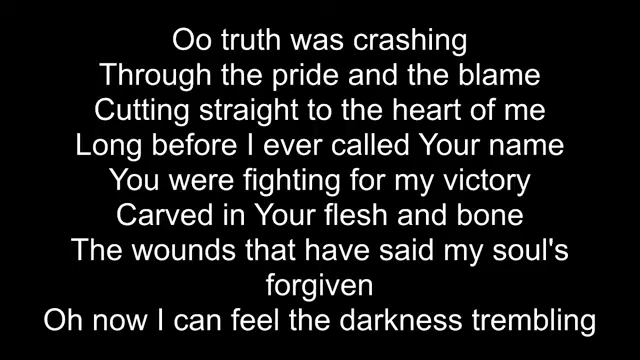 Oo truth was crashing
Through the pride and the blame
Cutting straight to the heart of me
Long before I ever called Your name
You were fighting for my victory
Carved in Your flesh and bone
The wounds that have said my soul's
forgiven
Oh now I can feel the darkness trembling